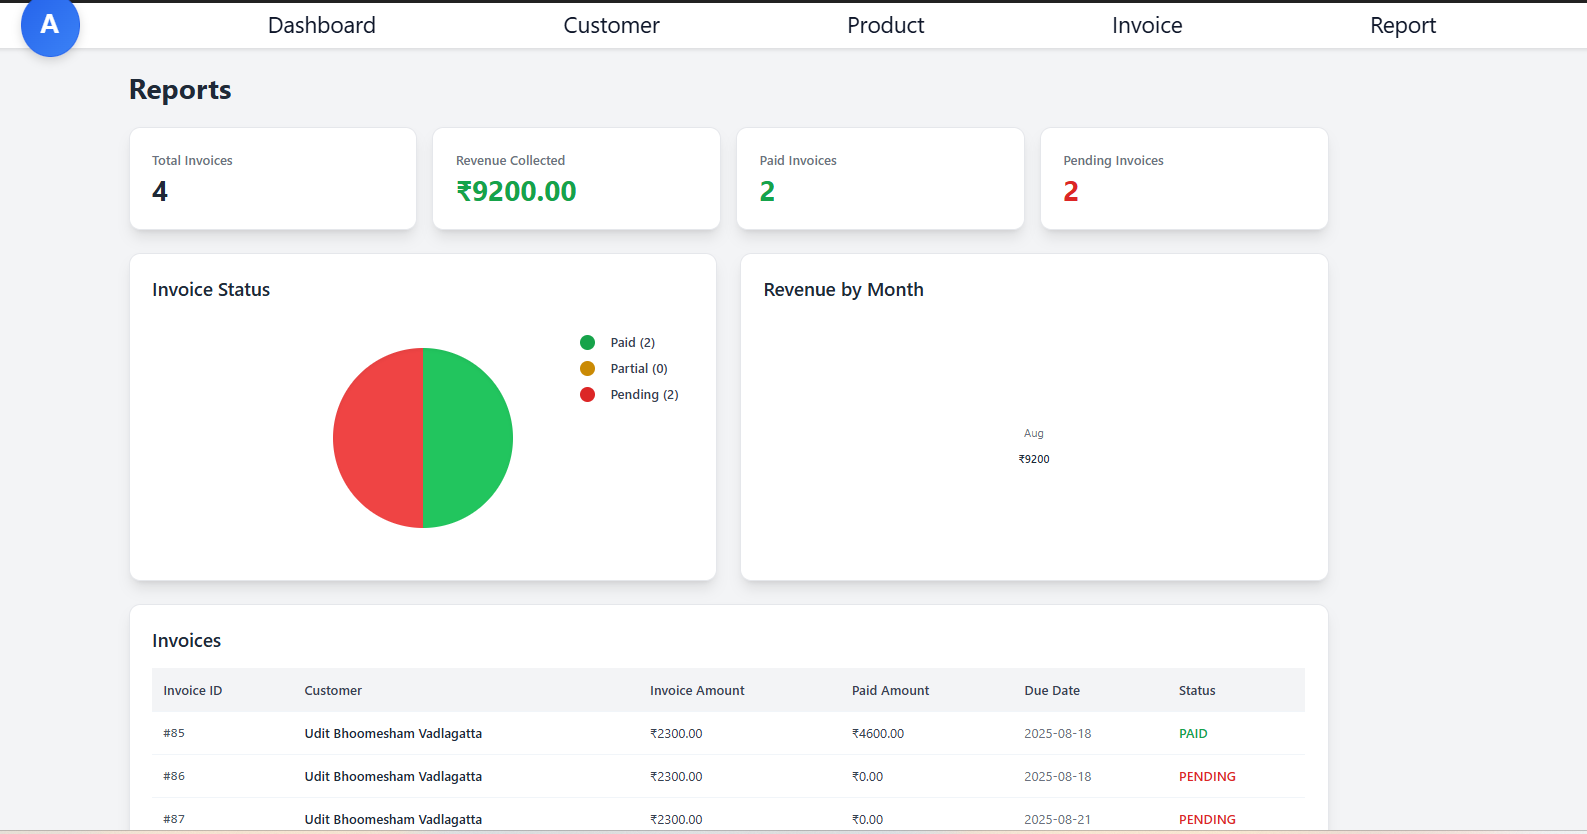 A Dashboard Customer Product Invoice Report
Reports
Total Invoices Revenue Collected Paid Invoices Pending Invoices
4 ₹9200.00 2 2
Invoice Status
Paid (2)
Partial (0)
Pending (2)
Revenue by Month
Aug
₹9200
Invoices
Invoice ID Customer Invoice Amount Paid Amount Due Date Status
#85 Udit Bhoomesham Vadlagatta ₹2300.00 ₹4600.00 2025-08-18 PAID
#86 Udit Bhoomesham Vadlagatta ₹2300.00 ₹0.00 2025-08-18 PENDING
#87 Udit Bhoomesham Vadlagatta ₹2300.00 ₹0.00 2025-08-21 PENDING